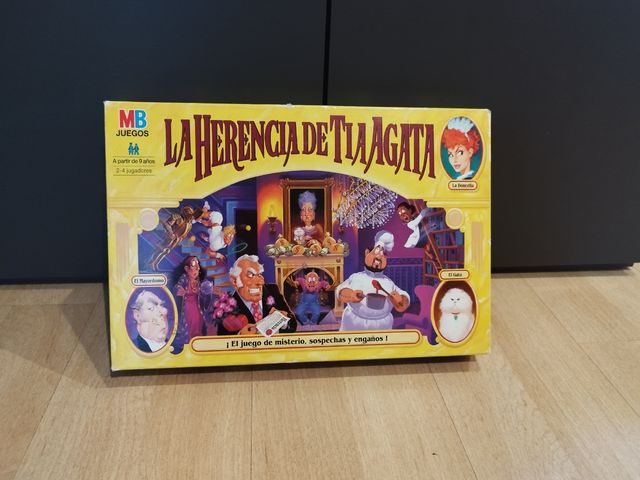 MB
JUEGOS
A partir de 9 años
2-4 jugadores
LA HERENCIA DE TIA AGATA
La Doncella
El Mayordomo
El Gato
¡ El juego de misterio, sospechas y engaños !